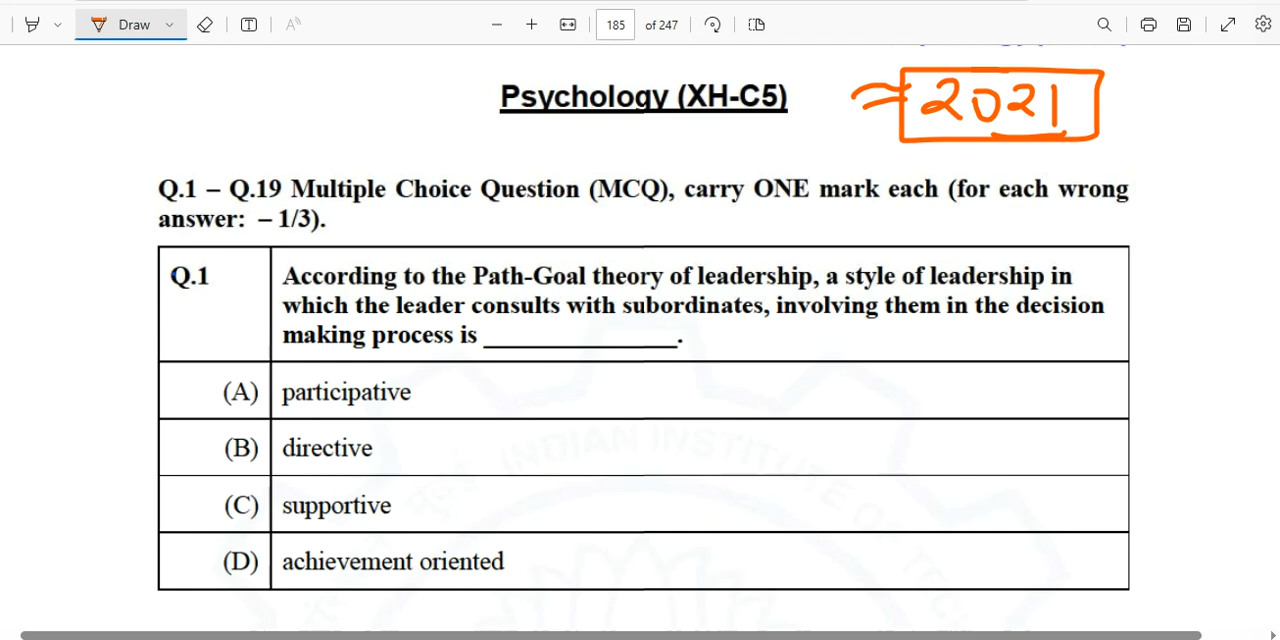 Draw
185 of 247
Psychology (XH-C5)
2021
Q.1 – Q.19 Multiple Choice Question (MCQ), carry ONE mark each (for each wrong
answer: – 1/3).
Q.1 According to the Path-Goal theory of leadership, a style of leadership in
which the leader consults with subordinates, involving them in the decision
making process is ________________.
(A) participative
(B) directive
(C) supportive
(D) achievement oriented
INDIAN INSTITUTE OF